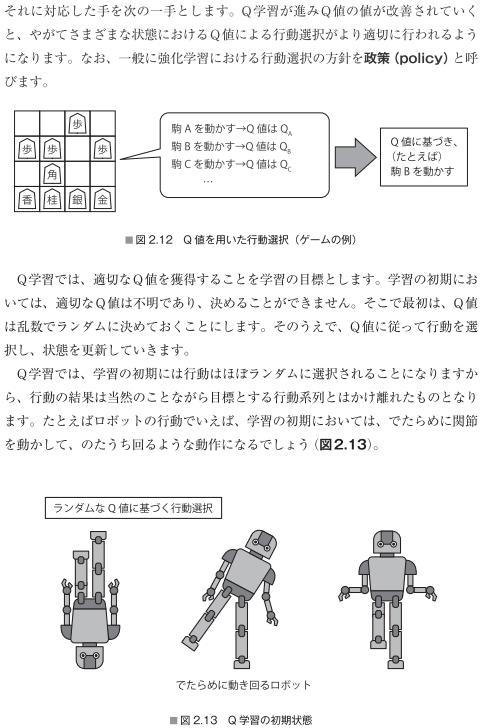 それに対応した手を次の一手とします。Q学習が進みQ値の値が改善されていく
と、やがてさまざまな状態におけるQ値による行動選択がより適切に行われるよう
になります。なお、一般に強化学習における行動選択の方針を政策（policy）と呼
びます。
歩
歩 歩 歩
角
香 桂 銀 金
駒Aを動かす→Q値はQA
駒Bを動かす→Q値はQB
駒Cを動かす→Q値はQC
…
Q値に基づき、
（たとえば）
駒Bを動かす
■図2.12 Q値を用いた行動選択（ゲームの例）
Q学習では、適切なQ値を獲得することを学習の目標とします。学習の初期にお
いては、適切なQ値は不明であり、決めることができません。そこで最初は、Q値
は乱数でランダムに決めておくことにします。そのうえで、Q値に従って行動を選
択し、状態を更新していきます。
Q学習では、学習の初期には行動はほぼランダムに選択されることになりますか
ら、行動の結果は当然のことながら目標とする行動系列とはかけ離れたものとなり
ます。たとえばロボットの行動でいえば、学習の初期においては、でたらめに関節
を動かして、のたうち回るような動作になるでしょう（図2.13）。
ランダムなQ値に基づく行動選択
でたらめに動き回るロボット
■図2.13 Q学習の初期状態